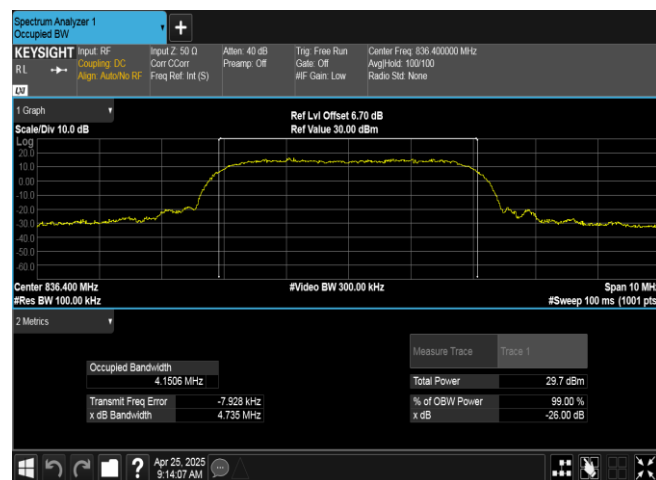 Spectrum Analyzer 1
Occupied BW
+
KEYSIGHT Input: RF Input Z: 50 Ω Atten: 40 dB Trig: Free Run Center Freq: 836.400000 MHz
RL Coupling: DC Corr CCorr Preamp: Off Gate: Off Avg|Hold: 100/100
Align: Auto/No RF Freq Ref: Int (S) #IF Gain: Low Radio Std: None
LXI
1 Graph
Ref Lvl Offset 6.70 dB
Scale/Div 10.0 dB Ref Value 30.00 dBm
Log
20.0
10.0
0.00
-10.0
-20.0
-30.0
-40.0
-50.0
-60.0
Center 836.400 MHz #Video BW 300.00 kHz Span 10 MHz
#Res BW 100.00 kHz #Sweep 100 ms (1001 pts
2 Metrics
Measure Trace Trace 1
Occupied Bandwidth
4.1506 MHz Total Power 29.7 dBm
Transmit Freq Error -7.928 kHz % of OBW Power 99.00 %
x dB Bandwidth 4.735 MHz x dB -26.00 dB
? Apr 25, 2025
9:14:07 AM